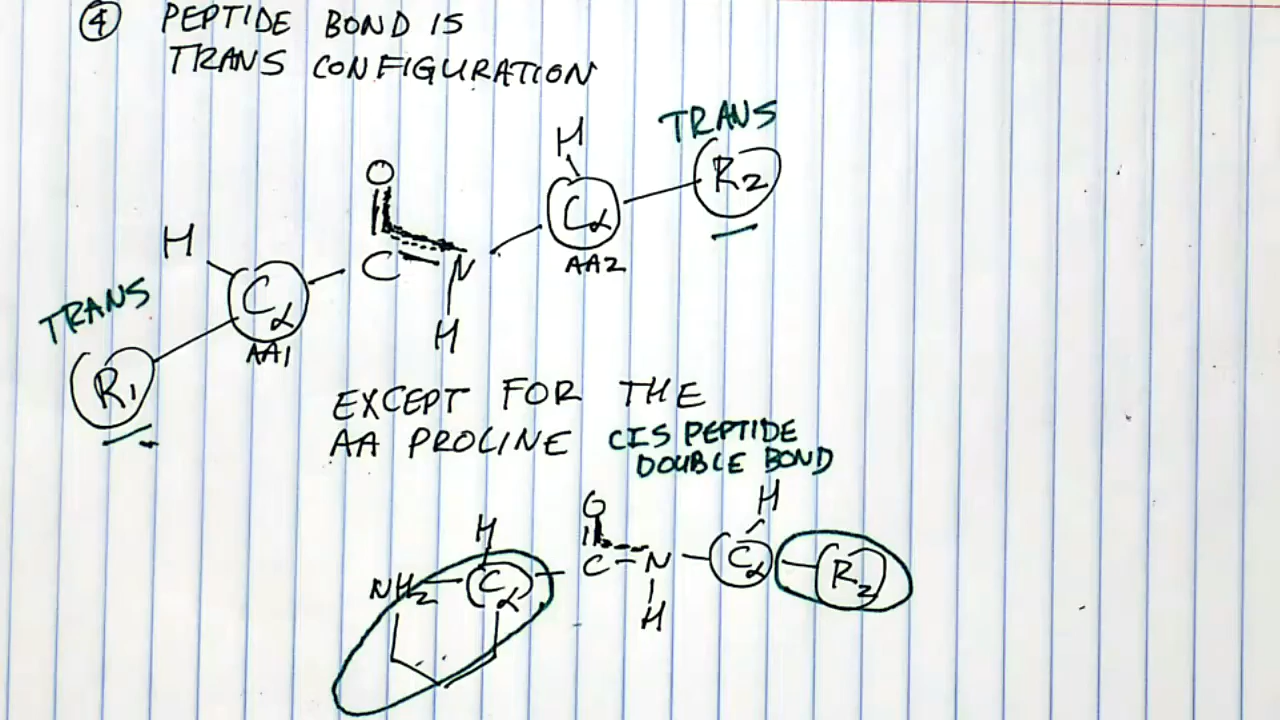 ④ PEPTIDE BOND IS
TRANS CONFIGURATION
TRANS
H
O
H
Cα
R2
AA2
C
N
H
TRANS
Cα
AA1
R1
H
EXCEPT FOR THE
AA PROLINE CIS PEPTIDE
DOUBLE BOND
H
O
H
NH2
Cα
C
N
Cα
R2
H